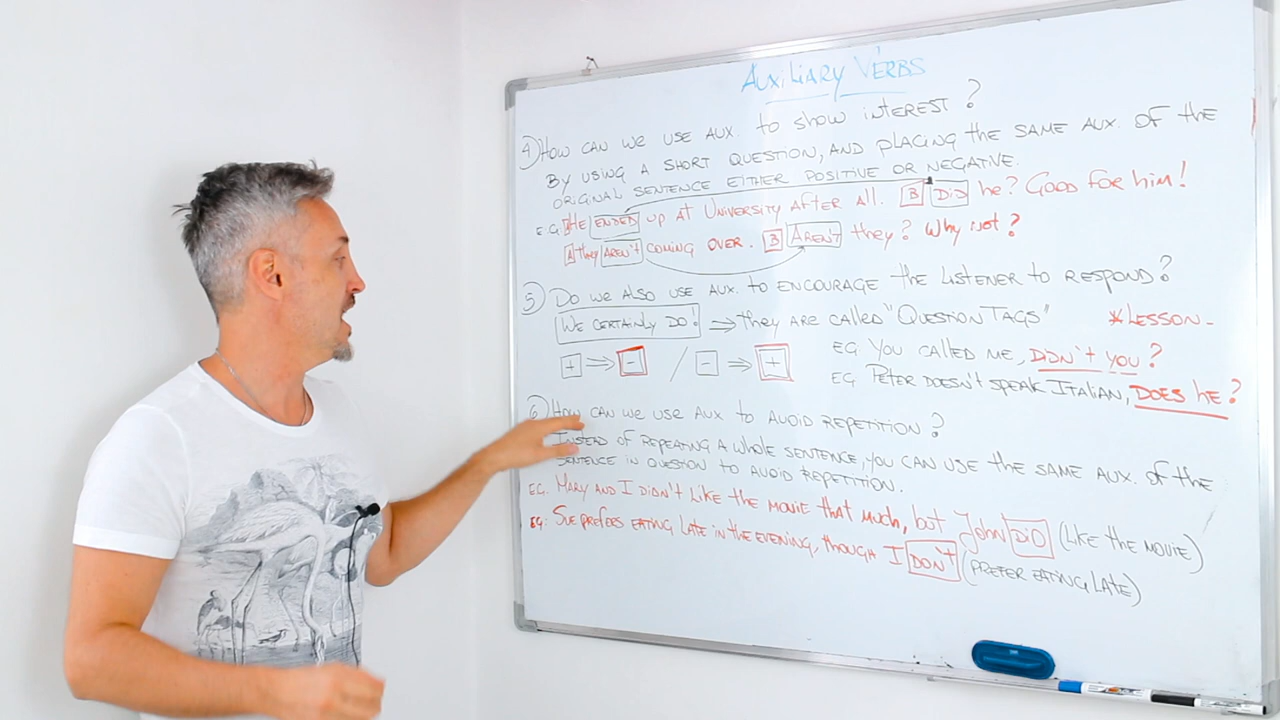 AUXILIARY VERBS
4) HOW CAN WE USE AUX. TO SHOW INTEREST?
BY USING A SHORT QUESTION, AND PLACING THE SAME AUX. OF THE
ORIGINAL SENTENCE EITHER POSITIVE OR NEGATIVE.
E.G. A HE ENDED UP AT UNIVERSITY AFTER ALL. B DID he? GOOD FOR him!
A they AREN'T COMING OVER. B AREN'T they? Why NOT?
5) DO WE ALSO USE AUX. TO ENCOURAGE the LISTENER TO RESPOND?
WE CERTAINLY DO! => they ARE CALLED "QUESTION TAGS" *LESSON-
+ => - / - => + EG. YOU CALLED ME, DIDN'T YOU?
EG. PETER DOESN'T SPEAK ITALIAN, DOES hE?
6) HOW CAN WE USE AUX TO AVOID REPETITION?
INSTEAD OF REPEATING A WHOLE SENTENCE, YOU CAN USE the SAME AUX. OF the
SENTENCE IN QUESTION TO AVOID REPETITION.
EG. MARY AND I DIDN'T LIKE the MOVIE that MUCH, but JOHN DID (LIKE the MOVIE)
EG: SUE PREFERS EATING LATE IN the EVENING, though I DON'T (PREFER EATING LATE)